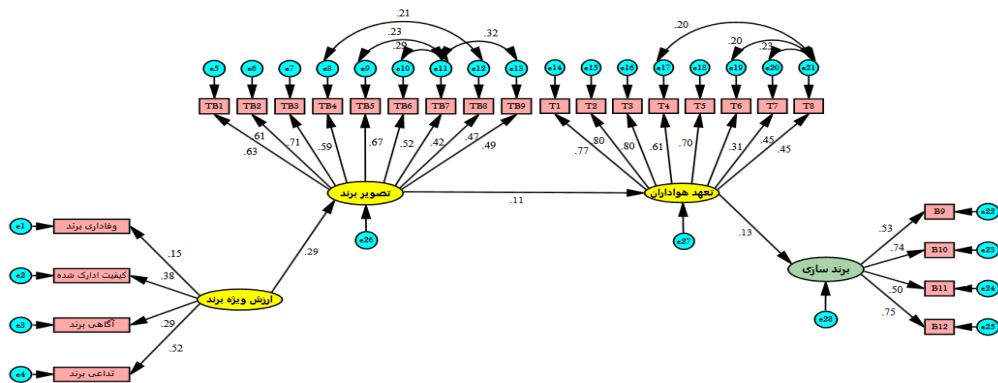 .21
.23
.29
.32
.20
.20
.23
e5 e6 e7 e8 e9 e10 e11 e12 e13 e14 e15 e16 e17 e18 e19 e20 e21
TB1 TB2 TB3 TB4 TB5 TB6 TB7 TB8 TB9 T1 T2 T3 T4 T5 T6 T7 T8
.63 .61 .71 .59 .67 .52 .42 .47 .49 .77 .80 .80 .61 .70 .31 .45 .45
تصویر برند
.11
تعهد هواداران
e26
e27
e1
وفاداری برند
.15
e2
کیفیت ادارک شده
.38
e3
آگاهی برند
.29
e4
تداعی برند
.52
ارزش ویژه برند
.29
.13
برند سازی
e28
.53
B9
e22
.74
B10
e23
.50
B11
e24
.75
B12
e25